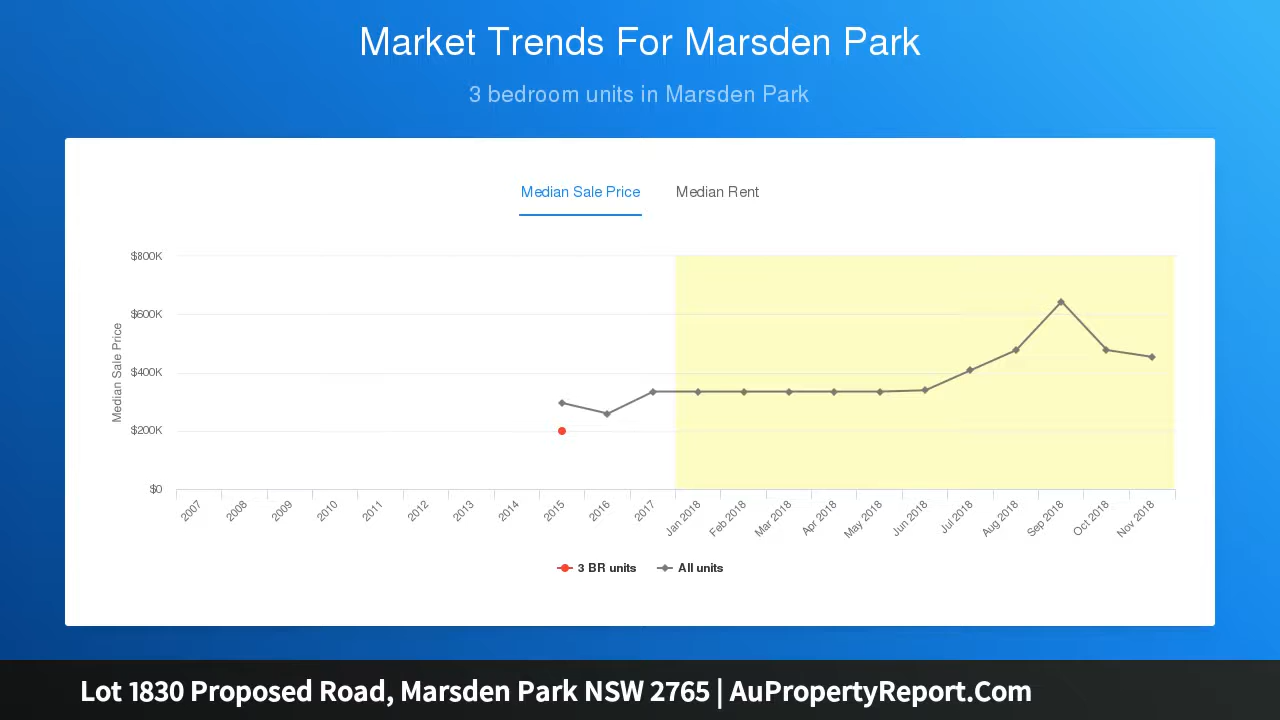 Market Trends For Marsden Park
3 bedroom units in Marsden Park
Median Sale Price
Median Rent
$800K
$600K
$400K
$200K
$0
Median Sale Price
2007
2008
2009
2010
2011
2012
2013
2014
2015
2016
2017
Jan 2018
Feb 2018
Mar 2018
Apr 2018
May 2018
Jun 2018
Jul 2018
Aug 2018
Sep 2018
Oct 2018
Nov 2018
3 BR units
All units
Lot 1830 Proposed Road, Marsden Park NSW 2765 | AuPropertyReport.Com